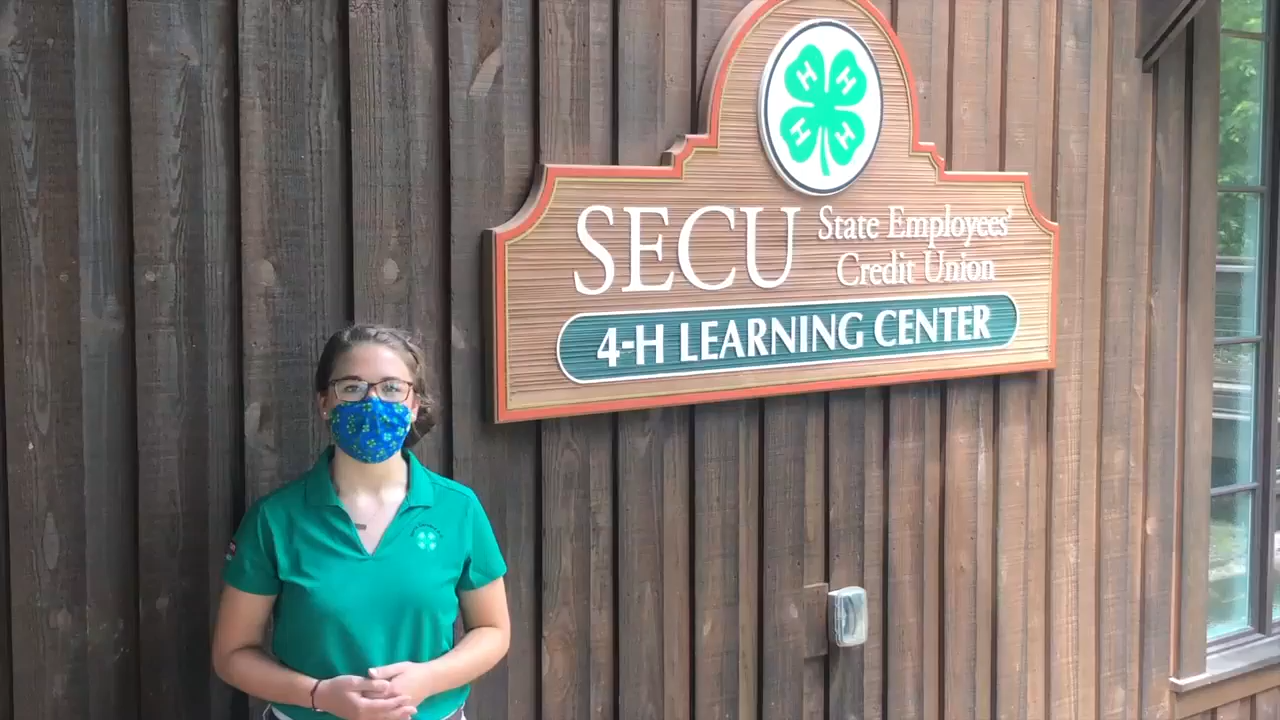 H H
H H
SECU State Employees'
Credit Union
4-H LEARNING CENTER